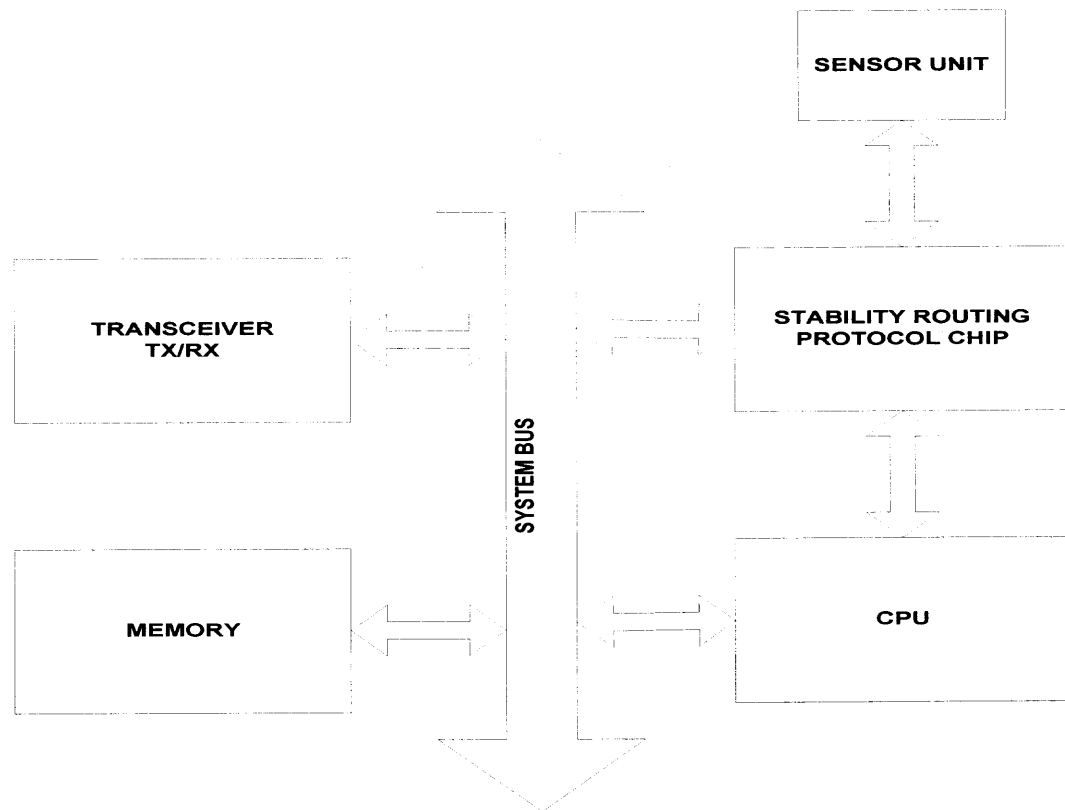 SENSOR UNIT
TRANSCEIVER
TX/RX
STABILITY ROUTING
PROTOCOL CHIP
SYSTEM BUS
MEMORY
CPU